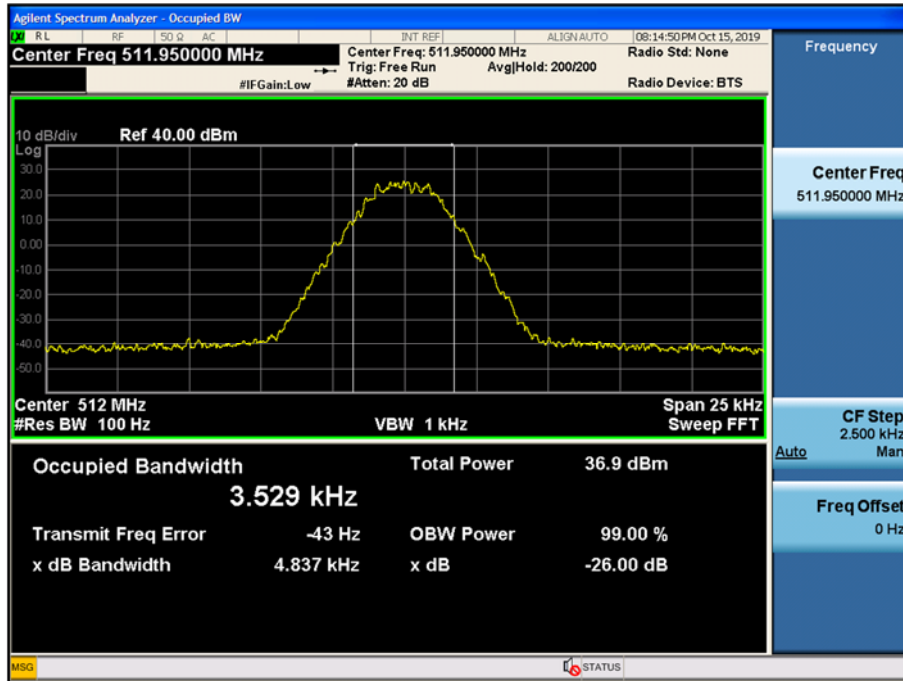 Agilent Spectrum Analyzer - Occupied BW
LXI RL RF 50 Ω AC INT REF ALIGNAUTO 08:14:50PM Oct 15, 2019
Center Freq 511.950000 MHz
Center Freq: 511.950000 MHz Radio Std: None
Trig: Free Run Avg|Hold: 200/200
#IFGain:Low #Atten: 20 dB Radio Device: BTS
10 dB/div Ref 40.00 dBm
Log
30.0
20.0
10.0
0.00
-10.0
-20.0
-30.0
-40.0
-50.0
Center 512 MHz Span 25 kHz
#Res BW 100 Hz VBW 1 kHz Sweep FFT
Occupied Bandwidth Total Power 36.9 dBm
3.529 kHz
Transmit Freq Error -43 Hz OBW Power 99.00 %
x dB Bandwidth 4.837 kHz x dB -26.00 dB
MSG STATUS
Frequency
Center Freq
511.950000 MHz
CF Step
2.500 kHz
Auto Man
Freq Offset
0 Hz